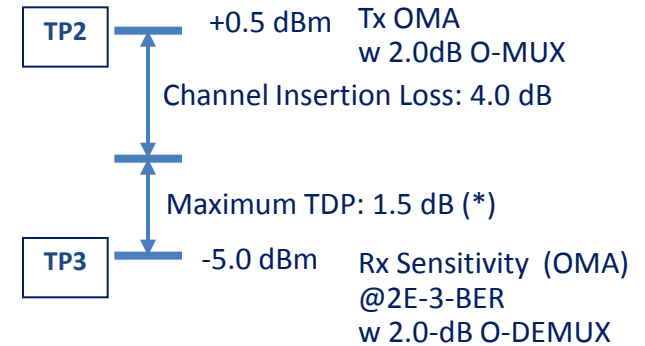 TP2
+0.5 dBm
Tx OMA
w 2.0dB O-MUX
Channel Insertion Loss: 4.0 dB
Maximum TDP: 1.5 dB (*)
TP3
-5.0 dBm
Rx Sensitivity (OMA)
@2E-3-BER
w 2.0-dB O-DEMUX